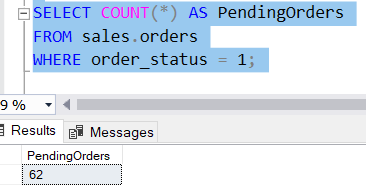 SELECT COUNT(*) AS PendingOrders
FROM sales.orders
WHERE order_status = 1;
9 %
Results Messages
PendingOrders
62